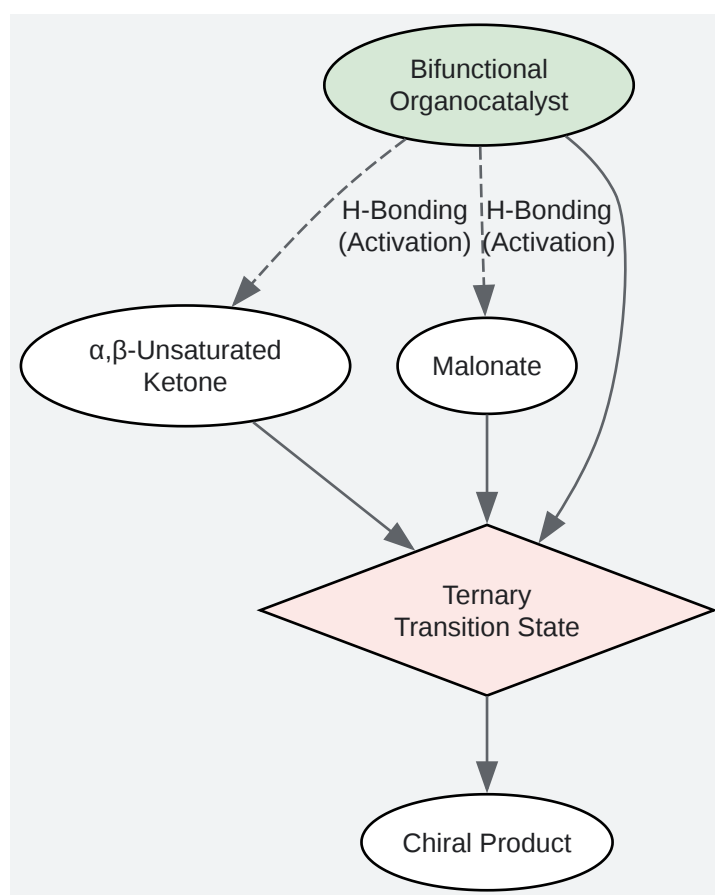 Bifunctional
Organocatalyst
H-Bonding
(Activation)
H-Bonding
(Activation)
α,β-Unsaturated
Ketone
Malonate
Ternary
Transition State
Chiral Product